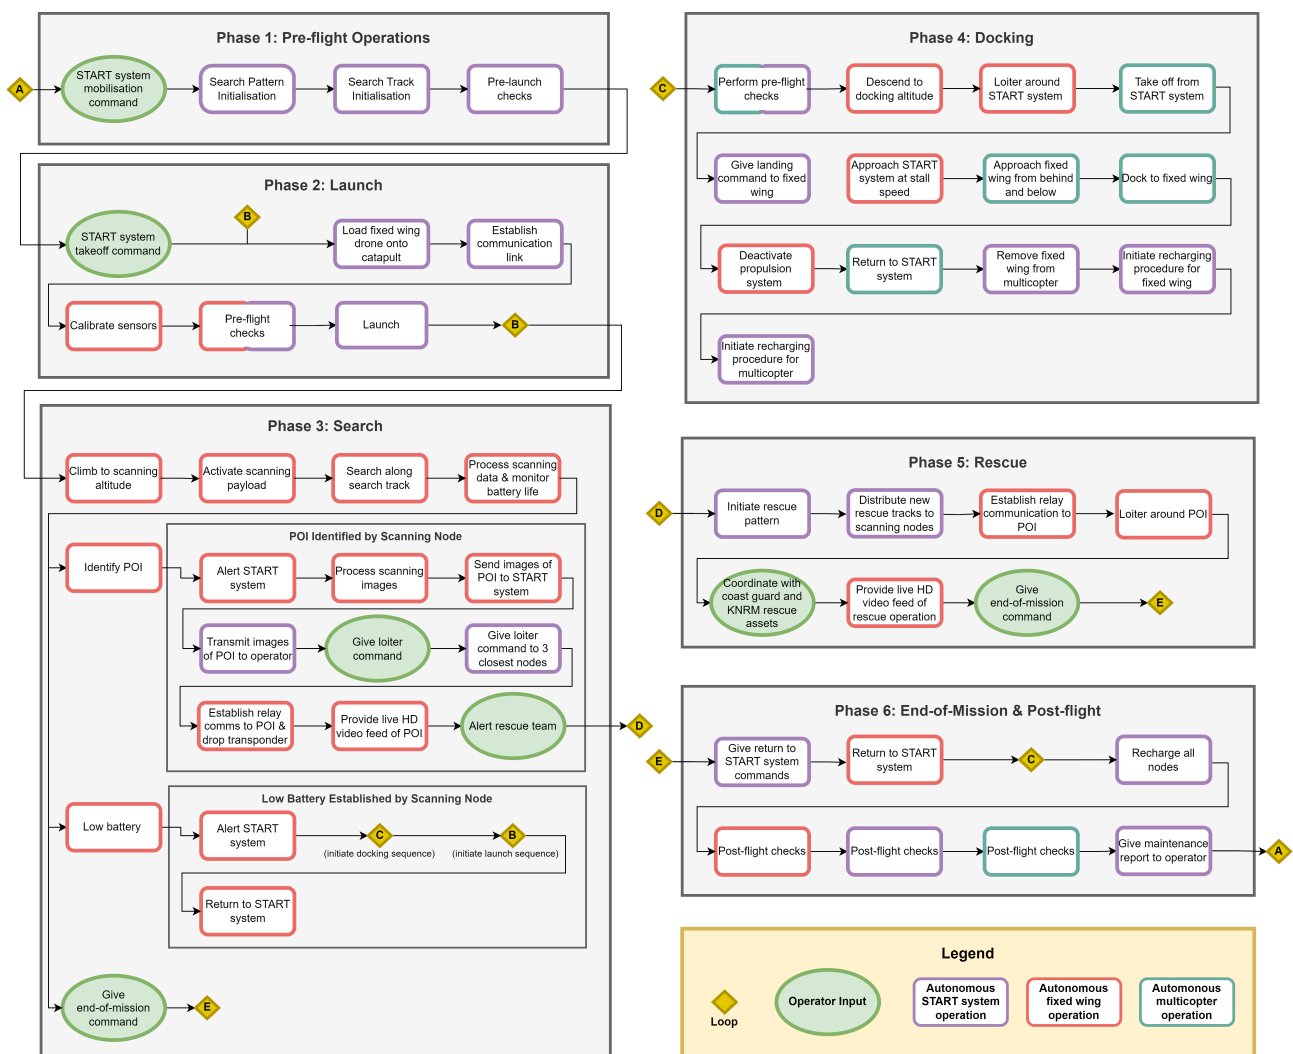 Phase 1: Pre-flight Operations
A
START system
mobilisation
command
Search Pattern
Initialisation
Search Track
Initialisation
Pre-launch
checks
Phase 2: Launch
START system
takeoff command
B
Load fixed wing
drone onto
catapult
Establish
communication
link
Calibrate sensors
Pre-flight
checks
Launch
B
Phase 3: Search
Climb to scanning
altitude
Activate scanning
payload
Search along
search track
Process scanning
data & monitor
battery life
Identify POI
POI Identified by Scanning Node
Alert START
system
Process scanning
images
Send images of
POI to START
system
Transmit images
of POI to operator
Give loiter
command
Give loiter
command to 3
closest nodes
Establish relay
comms to POI &
drop transponder
Provide live HD
video feed of POI
Alert rescue team
D
Low battery
Low Battery Established by Scanning Node
Alert START
system
C
(initiate docking sequence)
B
(initiate launch sequence)
Return to START
system
Give
end-of-mission
command
E
Phase 4: Docking
C
Perform pre-flight
checks
Descend to
docking altitude
Loiter around
START system
Take off from
START system
Give landing
command to fixed
wing
Approach START
system at stall
speed
Approach fixed
wing from behind
and below
Dock to fixed wing
Deactivate
propulsion
system
Return to START
system
Remove fixed
wing from
multicopter
Initiate recharging
procedure for
fixed wing
Initiate recharging
procedure for
multicopter
Phase 5: Rescue
D
Initiate rescue
pattern
Distribute new
rescue tracks to
scanning nodes
Establish relay
communication to
POI
Loiter around POI
Coordinate with
coast guard and
KNRM rescue
assets
Provide live HD
video feed of
rescue operation
Give
end-of-mission
command
E
Phase 6: End-of-Mission & Post-flight
E
Give return to
START system
commands
Return to START
system
C
Recharge all
nodes
Post-flight checks
Post-flight checks
Post-flight checks
Give maintenance
report to operator
A
Legend
Loop
Operator Input
Autonomous
START system
operation
Autonomous
fixed wing
operation
Automonous
multicopter
operation